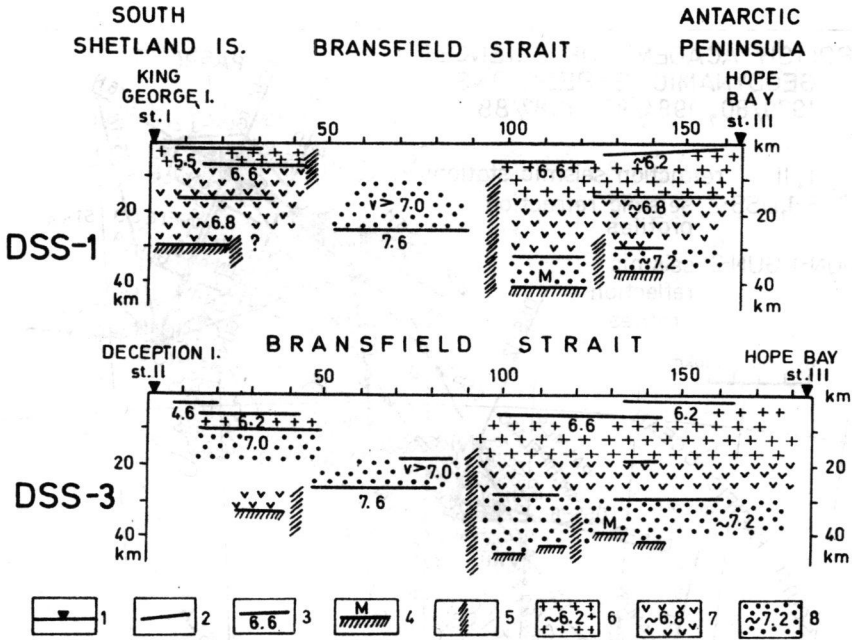 SOUTH SHETLAND IS.
BRANSFIELD STRAIT
ANTARCTIC PENINSULA
KING GEORGE I. st.I
HOPE BAY st.III
50 100 150 km
5.5 6.6 6.6 ~6.2
20 ~6.8 v>7.0 ~6.8 20
DSS-1
? 7.6 ~7.2
M
40 km 40 km
BRANSFIELD STRAIT
DECEPTION I. st.II
HOPE BAY st.III
50 100 150 km
4.6 6.2 6.6 6.2
7.0
20 v>7.0 20
DSS-3
7.6
M ~7.2
40 km 40 km
1 2 6.6 3 M 4 5 ~6.2 6 ~6.8 7 ~7.2 8